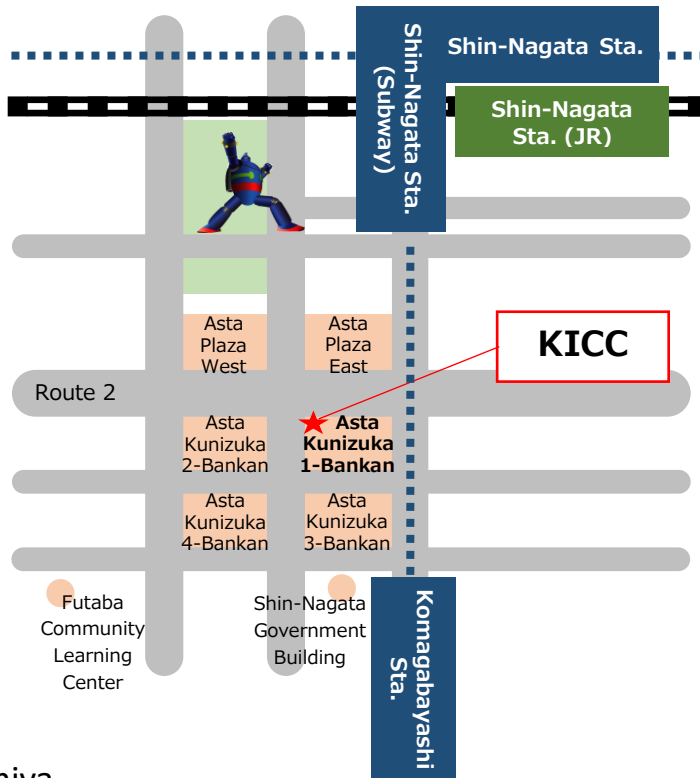 Shin-Nagata Sta.
Shin-Nagata Sta.
(Subway)
Shin-Nagata
Sta. (JR)
Asta
Plaza
West
Asta
Plaza
East
KICC
Route 2
Asta
Kunizuka
2-Bankan
Asta
Kunizuka
1-Bankan
Asta
Kunizuka
4-Bankan
Asta
Kunizuka
3-Bankan
Futaba
Community
Learning
Center
Shin-Nagata
Government
Building
Komagabayashi
Sta.